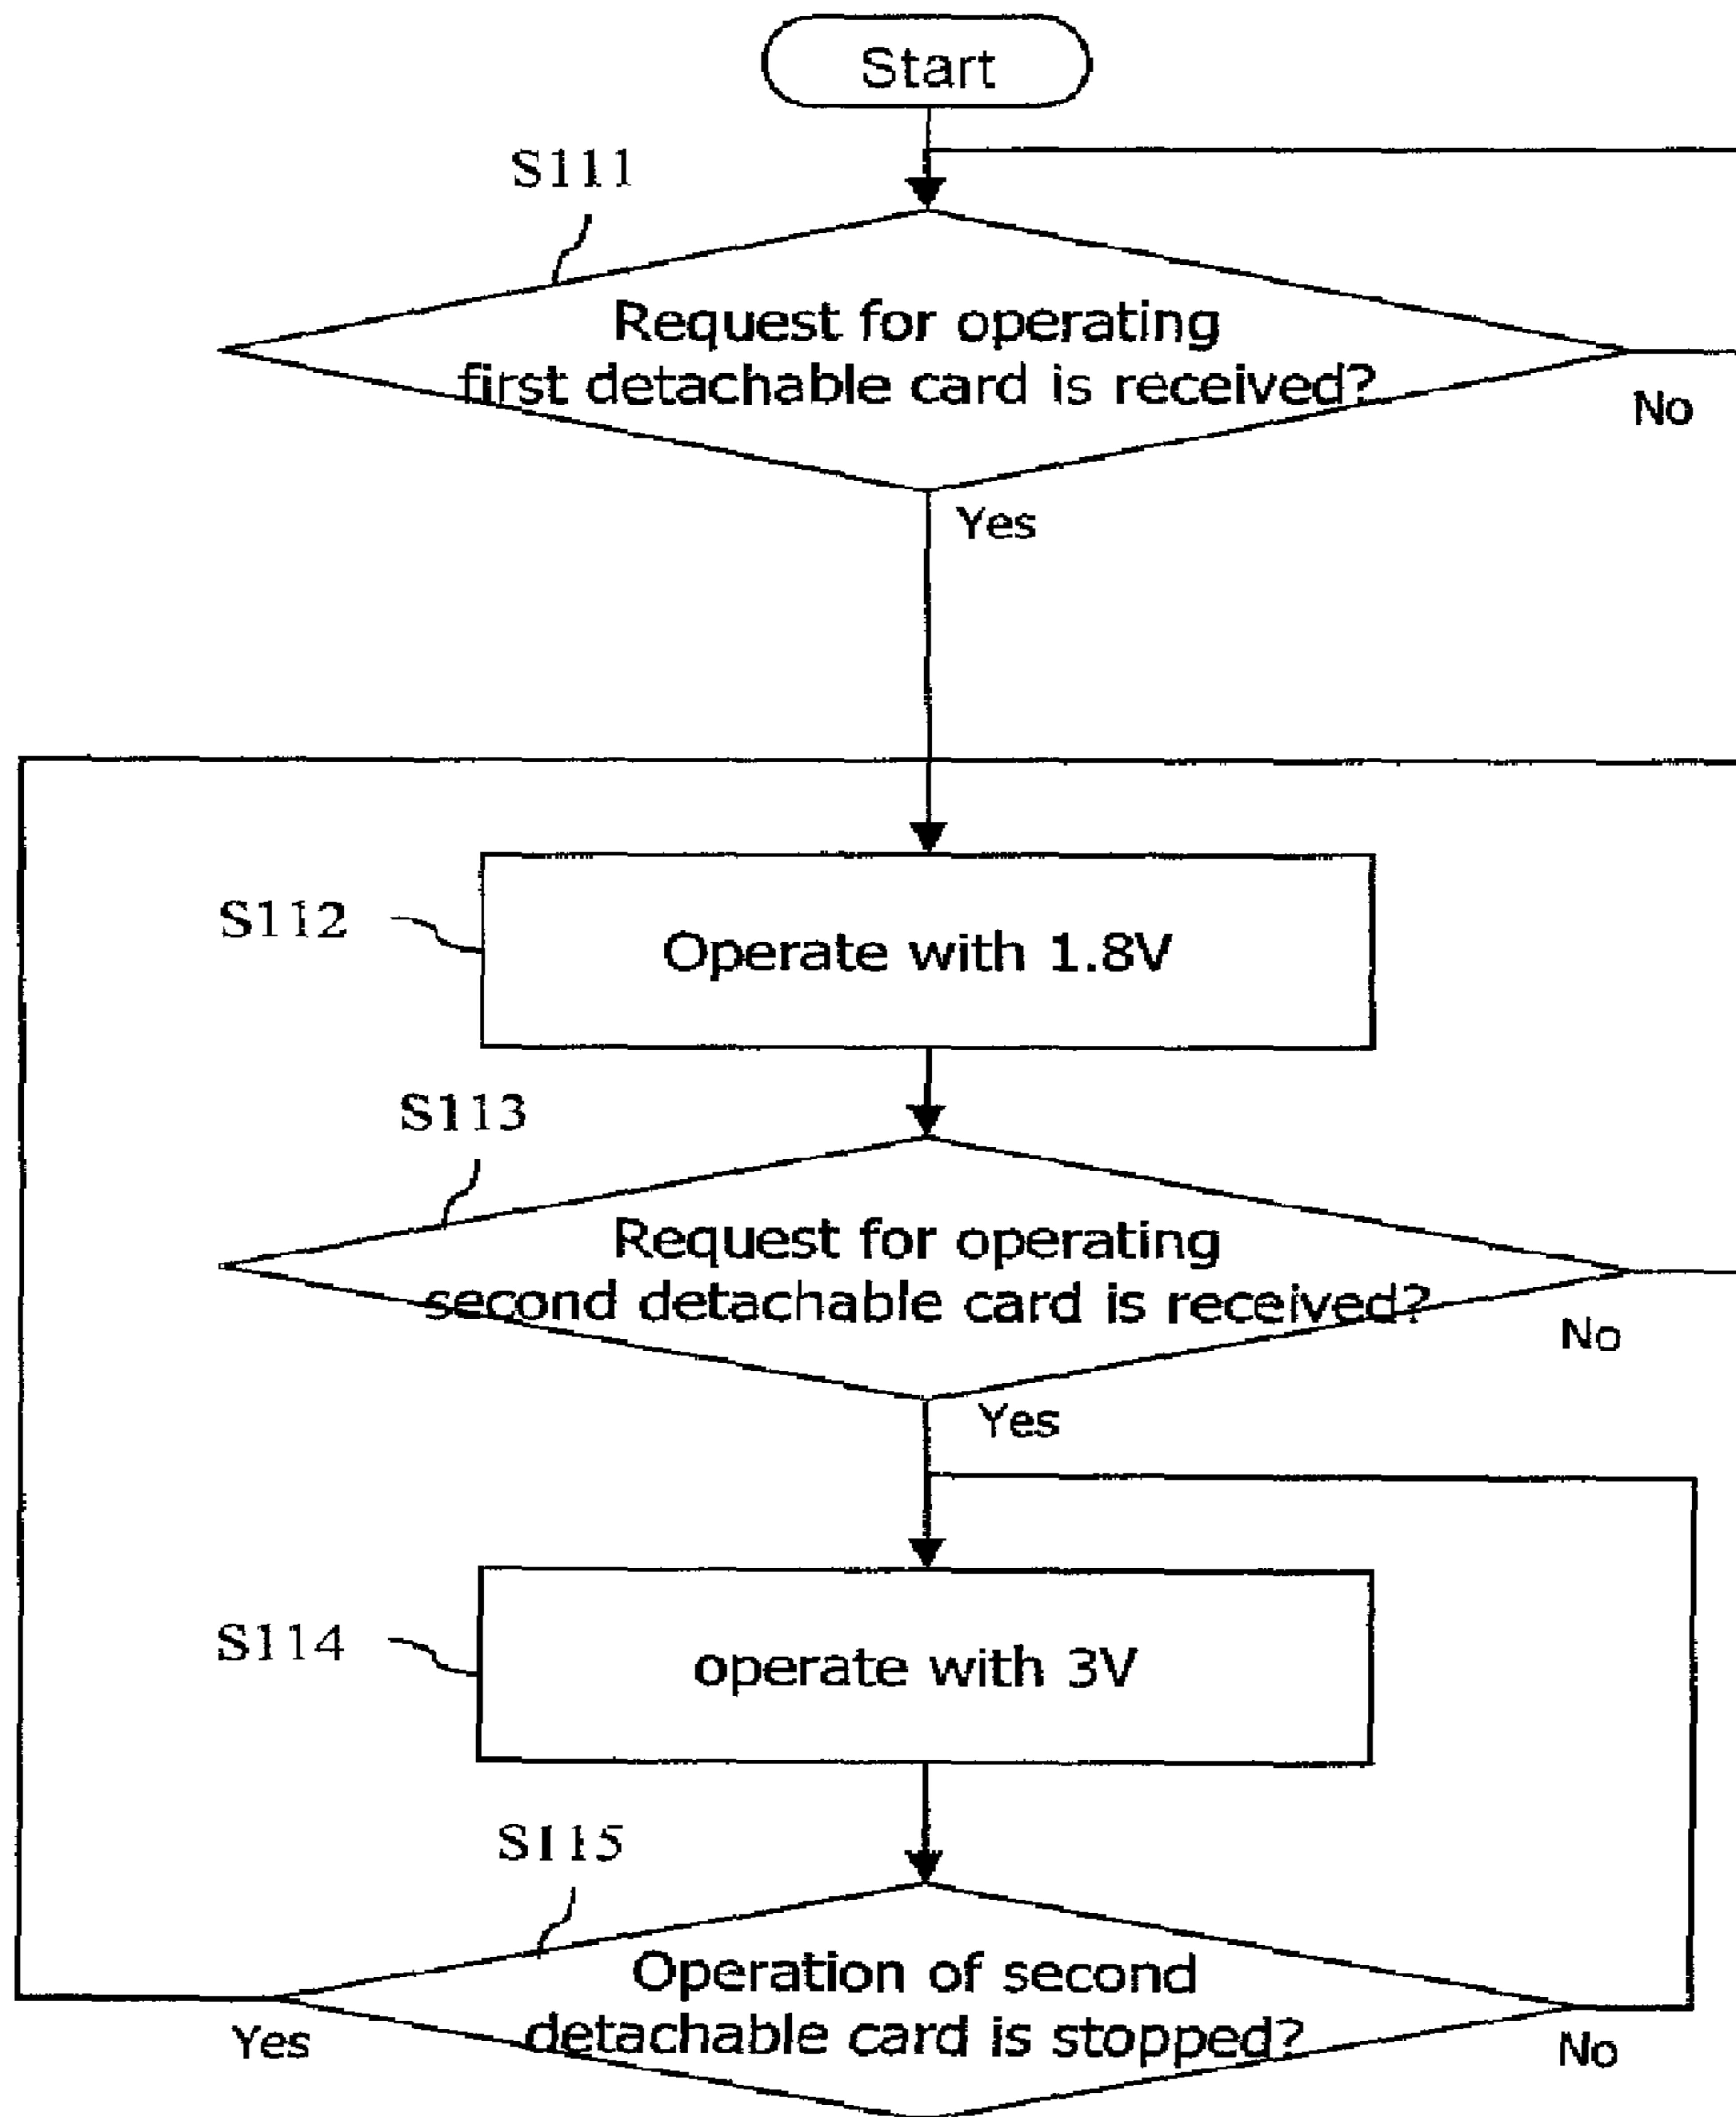 Start
S111
Request for operating
first detachable card is received?
No
Yes
S112
Operate with 1.8V
S113
Request for operating
second detachable card is received?
No
Yes
S114
operate with 3V
S115
Operation of second
detachable card is stopped?
Yes
No